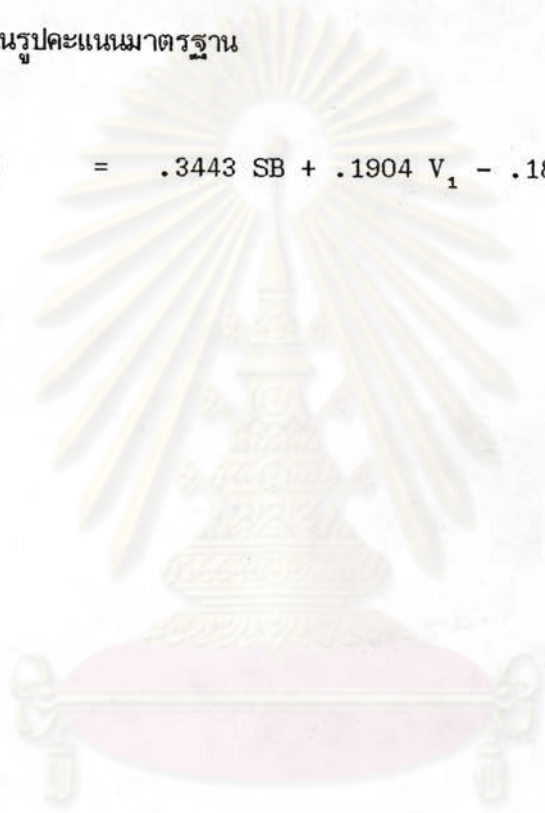 นรูปคะแนนมาตรฐาน
= .3443 SB + .1904 V₁ - .18